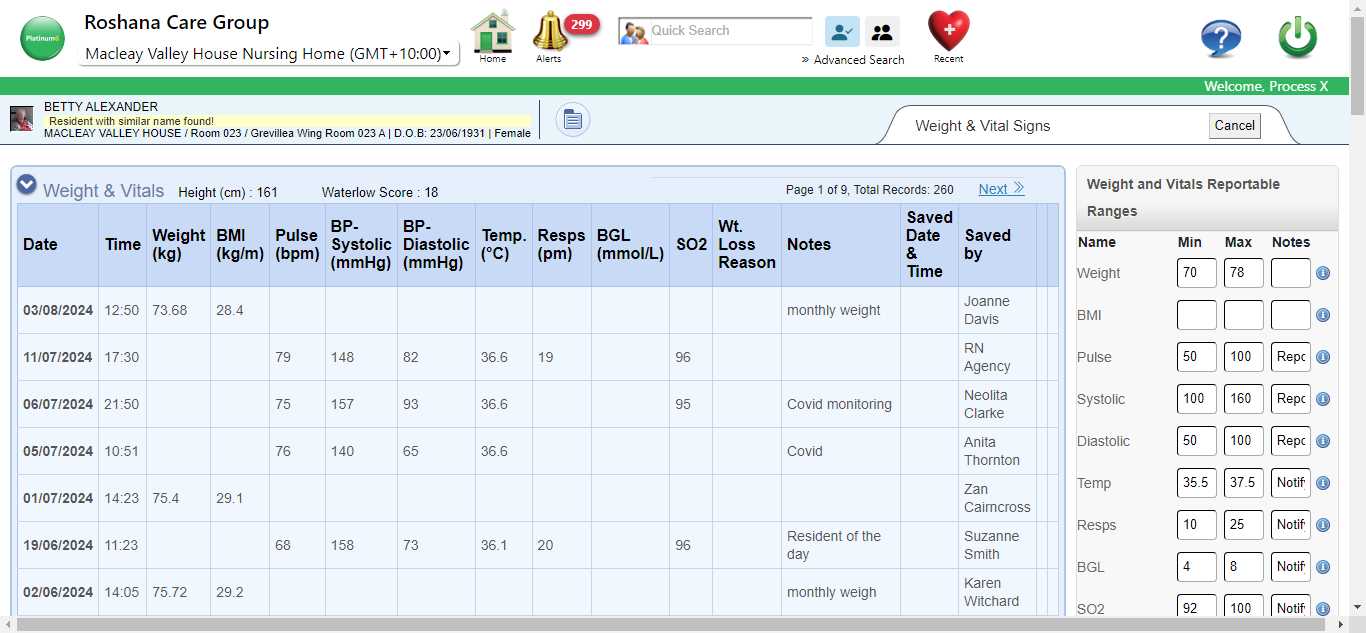 Platinum6
Roshana Care Group
Macleay Valley House Nursing Home (GMT+10:00)
Home
Alerts
299
Quick Search
» Advanced Search
Recent
Welcome, Process X
BETTY ALEXANDER
Resident with similar name found!
MACLEAY VALLEY HOUSE / Room 023 / Grevillea Wing Room 023 A | D.O.B: 23/06/1931 | Female
Weight & Vital Signs
Cancel
Weight & Vitals Height (cm) : 161 Waterlow Score : 18 Page 1 of 9, Total Records: 260 Next
Date Time Weight (kg) BMI (kg/m) Pulse (bpm) BP-Systolic (mmHg) BP-Diastolic (mmHg) Temp. (°C) Resps (pm) BGL (mmol/L) SO2 Wt. Loss Reason Notes Saved Date & Time Saved by
03/08/2024 12:50 73.68 28.4 monthly weight Joanne Davis
11/07/2024 17:30 79 148 82 36.6 19 96 RN Agency
06/07/2024 21:50 75 157 93 36.6 95 Covid monitoring Neolita Clarke
05/07/2024 10:51 76 140 65 36.6 Covid Anita Thornton
01/07/2024 14:23 75.4 29.1 Zan Cairncross
19/06/2024 11:23 68 158 73 36.1 20 96 Resident of the day Suzanne Smith
02/06/2024 14:05 75.72 29.2 monthly weigh Karen Witchard
Weight and Vitals Reportable
Ranges
Name Min Max Notes
Weight 70 78
BMI
Pulse 50 100 Repo
Systolic 100 160 Repo
Diastolic 50 100 Repo
Temp 35.5 37.5 Notify
Resps 10 25 Notify
BGL 4 8 Notify
SO2 92 100 Notify